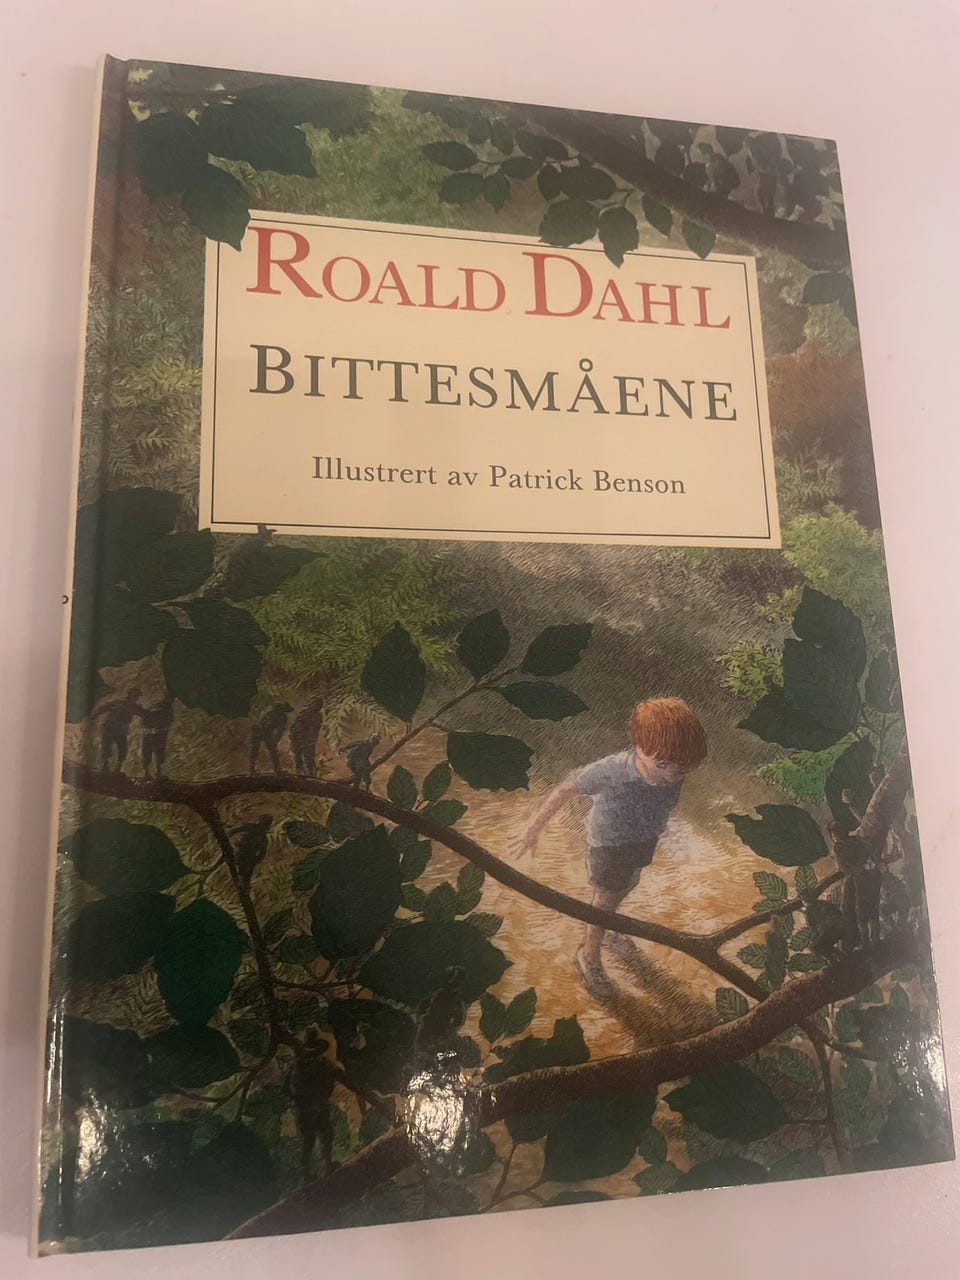 ROALD DAHL
BITTESMÅENE
Illustrert av Patrick Benson